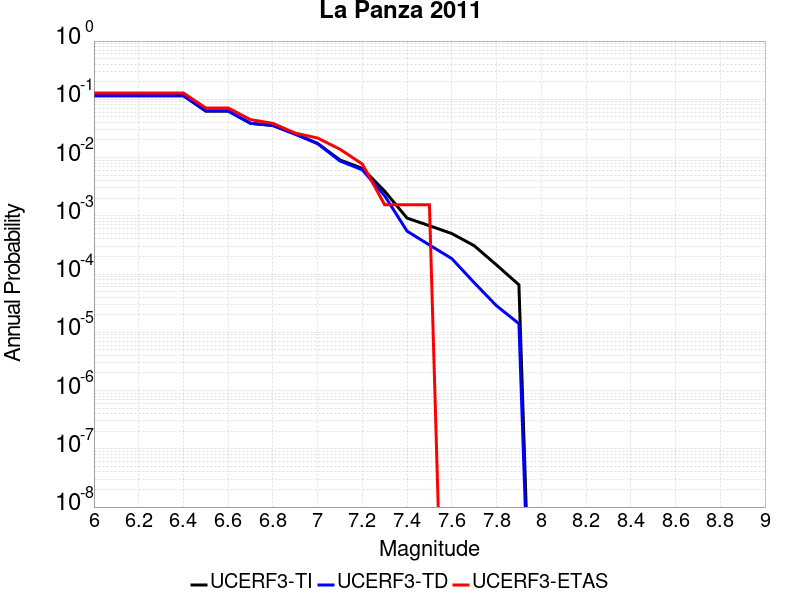 La Panza 2011
10^0
10^-1
10^-2
10^-3
10^-4
10^-5
10^-6
10^-7
10^-8
Annual Probability
6 6.2 6.4 6.6 6.8 7 7.2 7.4 7.6 7.8 8 8.2 8.4 8.6 8.8 9
Magnitude
UCERF3-TI UCERF3-TD UCERF3-ETAS